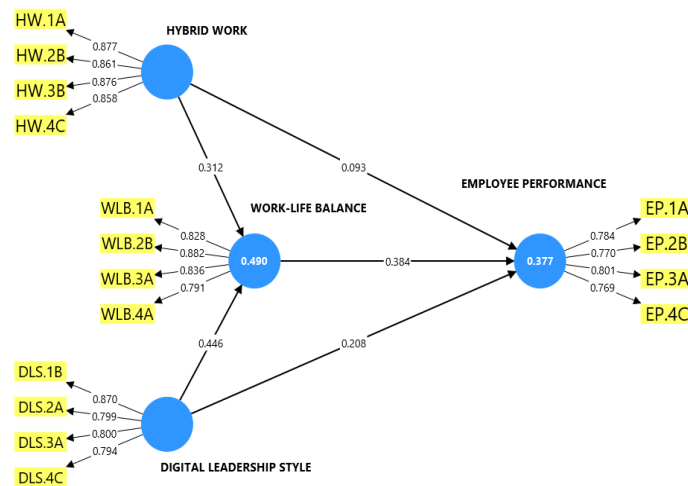 HYBRID WORK
HW.1A
HW.2B
HW.3B
HW.4C
0.877
0.861
0.876
0.858
0.312
0.093
WORK-LIFE BALANCE
WLB.1A
WLB.2B
WLB.3A
WLB.4A
0.828
0.882
0.836
0.791
0.490
0.384
EMPLOYEE PERFORMANCE
0.377
0.784
0.770
0.801
0.769
EP.1A
EP.2B
EP.3A
EP.4C
0.446
0.208
DLS.1B
DLS.2A
DLS.3A
DLS.4C
0.870
0.799
0.800
0.794
DIGITAL LEADERSHIP STYLE